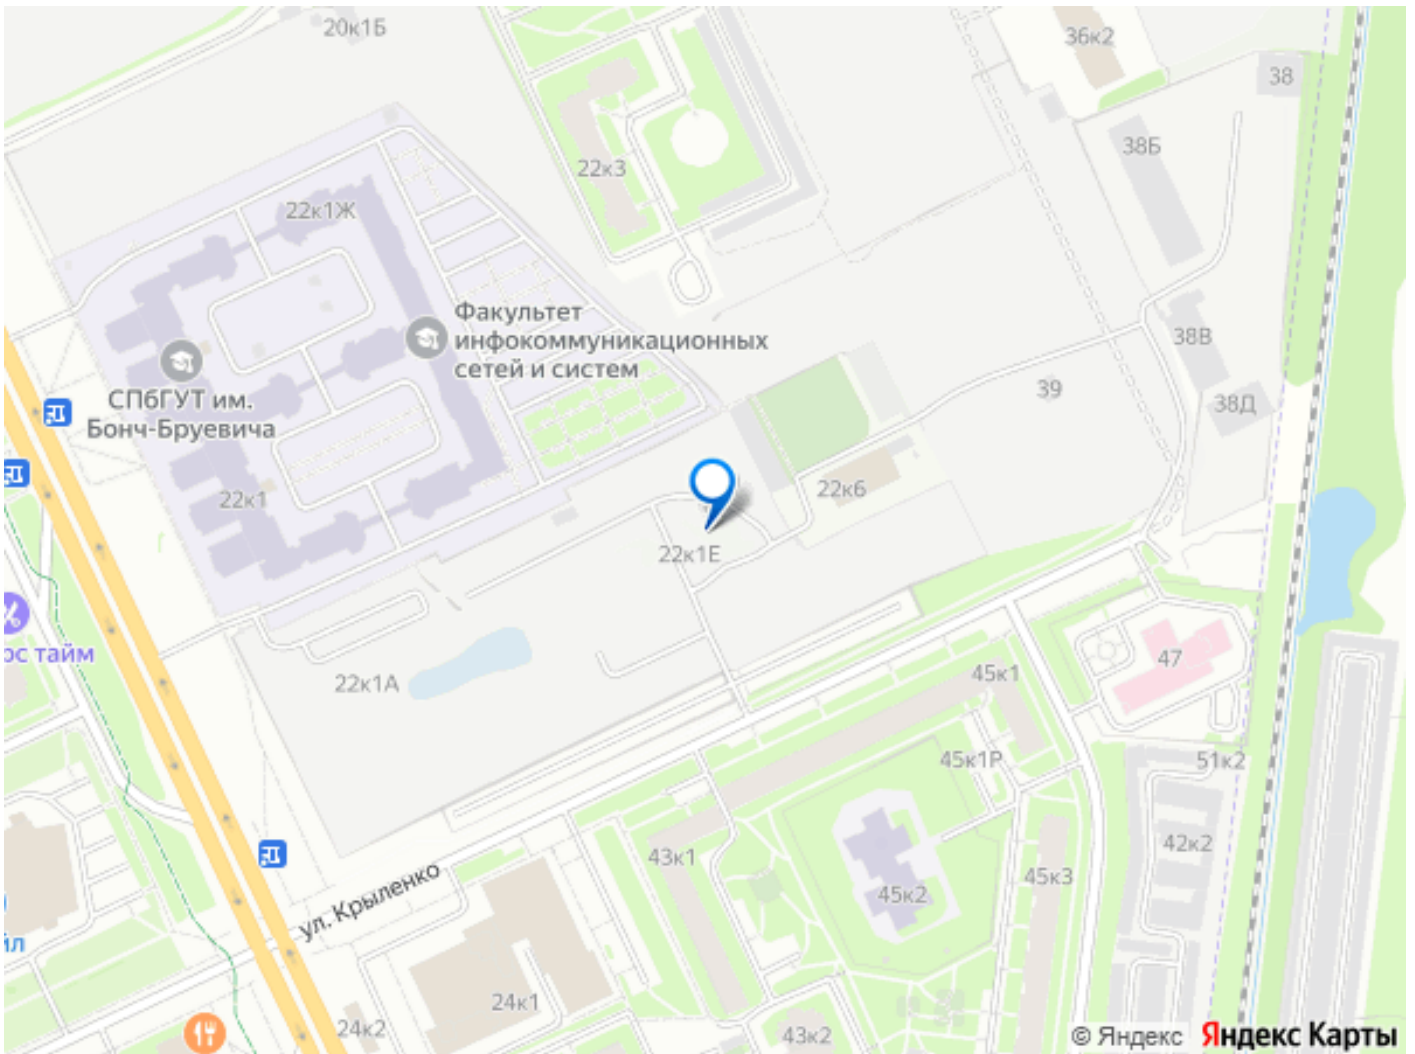 20к1Б
36к2
38
38Б
22к3
22к1Ж
Факультет
инфокоммуникационных
сетей и систем
38В
СПбГУТ им.
Бонч-Бруевича
39
38Д
22к1
22к6
22к1Е
ос тайм
47
22к1А
45к1
45к1Р
51к2
43к1
42к2
45к3
45к2
ул. Крыленко
йл
24к1
24к2
43к2
© Яндекс Яндекс Карты